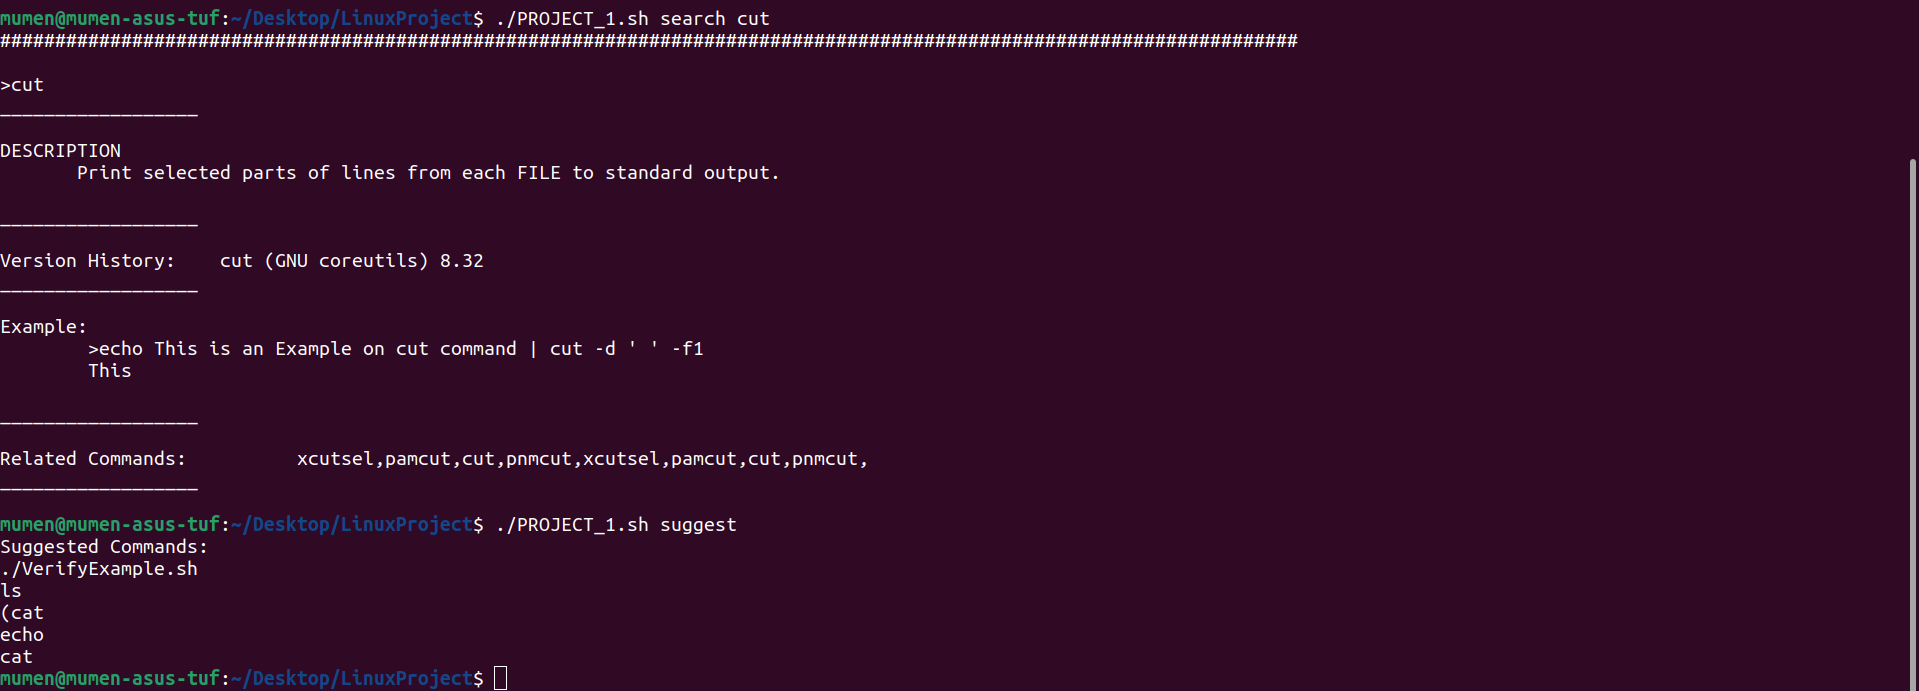 mumen@mumen-asus-tuf:~/Desktop/LinuxProject$ ./PROJECT_1.sh search cut
######################################################################################################################
>cut
__________________
DESCRIPTION
Print selected parts of lines from each FILE to standard output.
__________________
Version History:    cut (GNU coreutils) 8.32
__________________
Example:
>echo This is an Example on cut command | cut -d ' ' -f1
This
__________________
Related Commands:          xcutsel,pamcut,cut,pnmcut,xcutsel,pamcut,cut,pnmcut,
__________________
mumen@mumen-asus-tuf:~/Desktop/LinuxProject$ ./PROJECT_1.sh suggest
Suggested Commands:
./VerifyExample.sh
ls
(cat
echo
cat
mumen@mumen-asus-tuf:~/Desktop/LinuxProject$